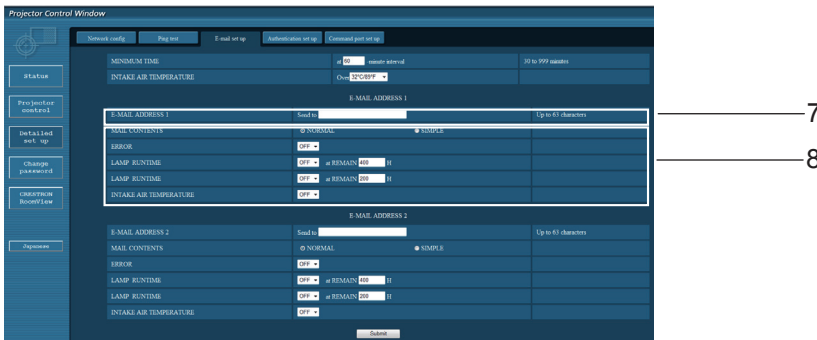 Projector Control Window
Network config Ping test E-mail set up Authentication set up Command port set up
MINIMUM TIME at 60 -minute interval 30 to 999 minutes
INTAKE AIR TEMPERATURE Over 32°C/89°F
E-MAIL ADDRESS 1
E-MAIL ADDRESS 1 Send to Up to 63 characters
MAIL CONTENTS NORMAL SIMPLE
ERROR OFF
LAMP RUNTIME OFF at REMAIN 400 H
LAMP RUNTIME OFF at REMAIN 200 H
INTAKE AIR TEMPERATURE OFF
E-MAIL ADDRESS 2
E-MAIL ADDRESS 2 Send to Up to 63 characters
MAIL CONTENTS NORMAL SIMPLE
ERROR OFF
LAMP RUNTIME OFF at REMAIN 400 H
LAMP RUNTIME OFF at REMAIN 200 H
INTAKE AIR TEMPERATURE OFF
Submit
Status
Projector
control
Detailed
set up
Change
password
CRESTRON
RoomView
Japanese
7
8